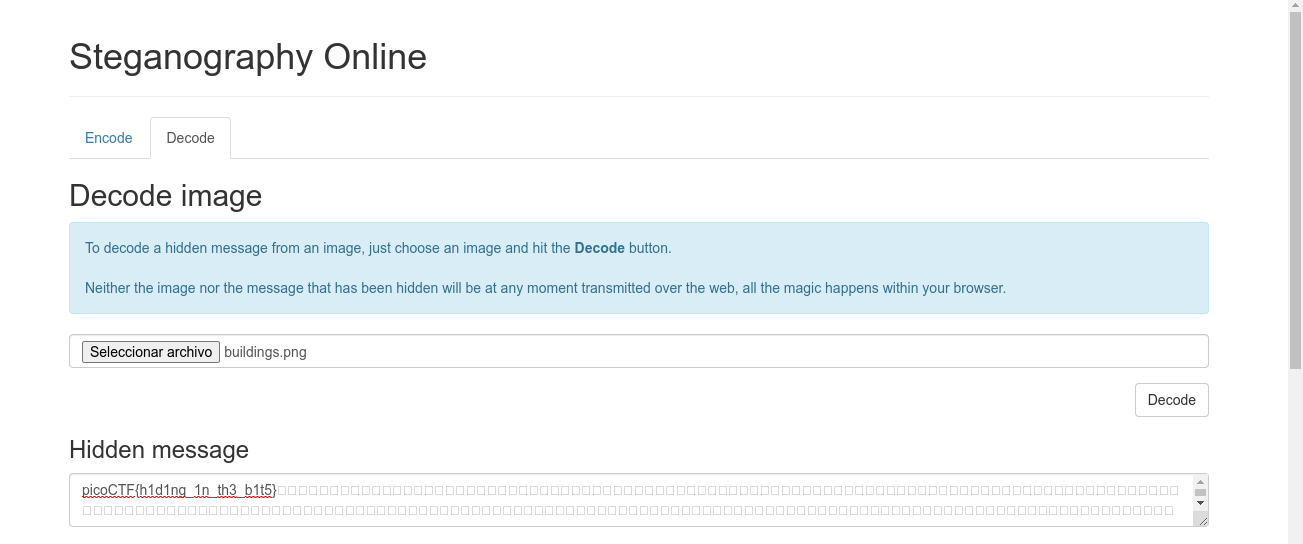 Steganography Online
Encode Decode
Decode image
To decode a hidden message from an image, just choose an image and hit the Decode button.
Neither the image nor the message that has been hidden will be at any moment transmitted over the web, all the magic happens within your browser.
Seleccionar archivo buildings.png
Decode
Hidden message
picoCTF{h1d1ng_1n_th3_b1t5}